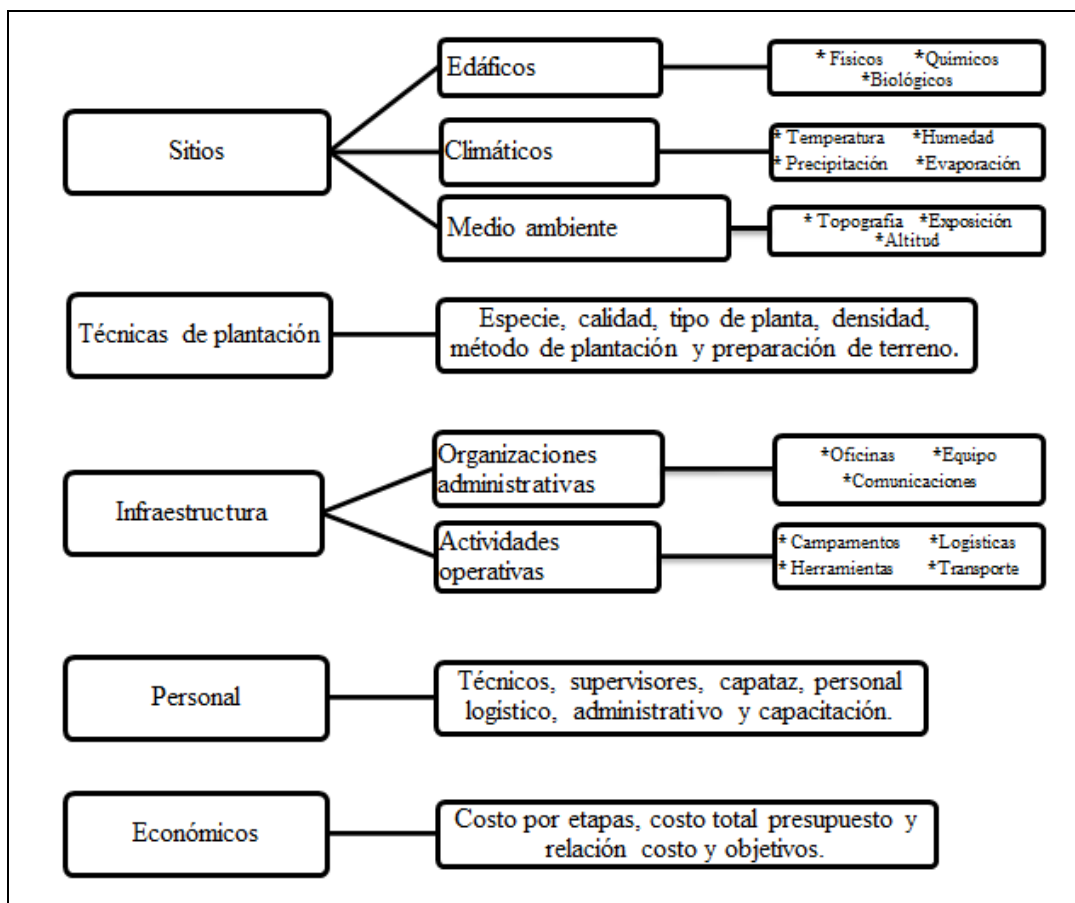 Sitios
Edáficos
* Físicos *Químicos
*Biológicos
Climáticos
* Temperatura *Humedad
* Precipitación *Evaporación
Medio ambiente
* Topografía *Exposición
*Altitud
Técnicas de plantación
Especie, calidad, tipo de planta, densidad,
método de plantación y preparación de terreno.
Infraestructura
Organizaciones
administrativas
*Oficinas *Equipo
*Comunicaciones
Actividades
operativas
* Campamentos *Logísticas
* Herramientas *Transporte
Personal
Técnicos, supervisores, capataz, personal
logístico, administrativo y capacitación.
Económicos
Costo por etapas, costo total presupuesto y
relación costo y objetivos.